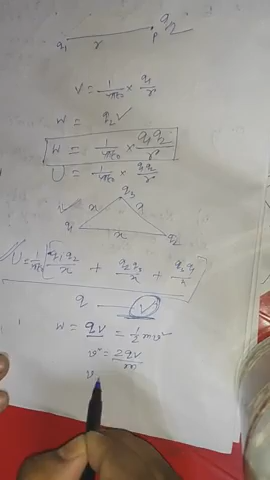 q₁ r P q₂
V = 1/4πε₀ × q₁/r
W = q₂V
W = 1/4πε₀ × q₁q₂/r
U = 1/4πε₀ × q₁q₂/r
q₃
x x
q₁ x q₂
U = 1/4πε₀ [q₁q₂/x + q₂q₃/x + q₃q₁/x]
q V
W = qV = 1/2 mv²
v² = 2qV/m
v